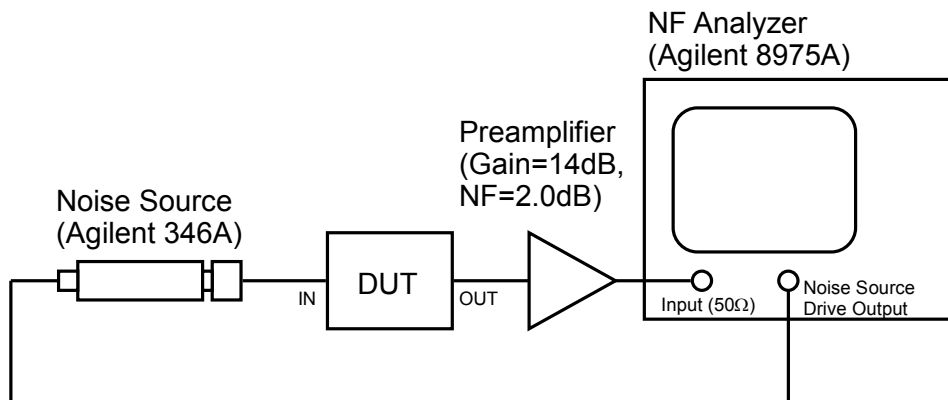 NF Analyzer
(Agilent 8975A)
Preamplifier
(Gain=14dB,
NF=2.0dB)
Noise Source
(Agilent 346A)
IN
DUT
OUT
Input (50Ω)
Noise Source
Drive Output